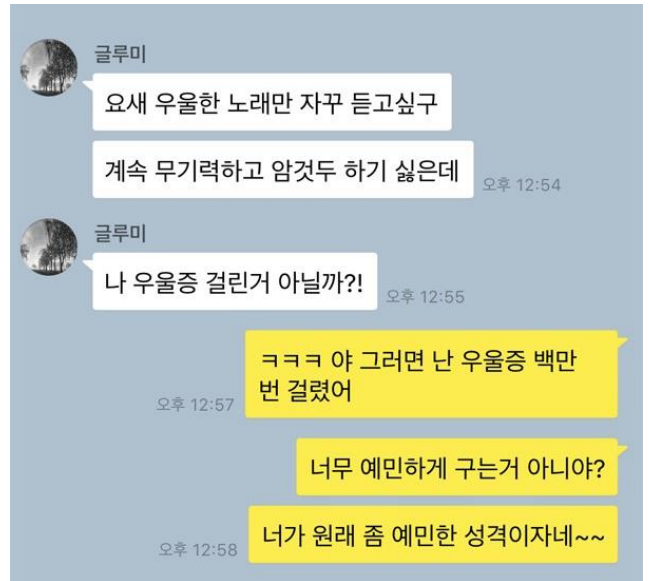 글루미
요새 우울한 노래만 자꾸 듣고싶구
계속 무기력하고 암것두 하기 싫은데
오후 12:54
글루미
나 우울증 걸린거 아닐까?!
오후 12:55
ㅋㅋㅋ 야 그러면 난 우울증 백만
번 걸렸어
오후 12:57
너무 예민하게 구는거 아니야?
너가 원래 좀 예민한 성격이자네~~
오후 12:58